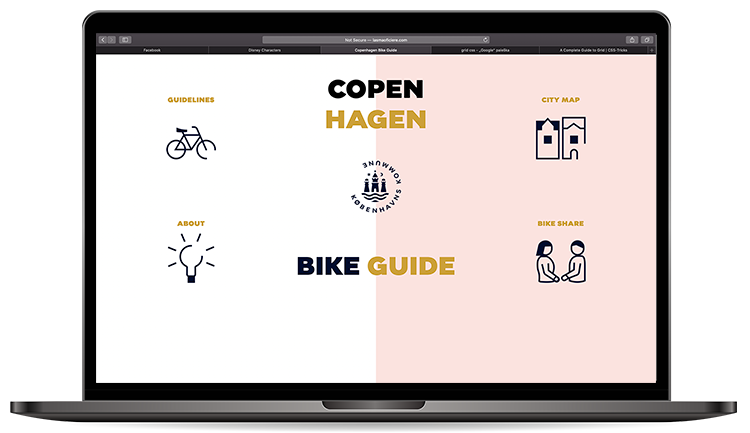 Not Secure — lasmacficiere.com
Facebook
Disney Characters
Copenhagen Bike Guide
grid css - „Google" paieška
A Complete Guide to Grid | CSS-Tricks
COPEN
HAGEN
GUIDELINES
CITY MAP
KØBENHAVNS KOMMUNE
ABOUT
BIKE SHARE
BIKE GUIDE